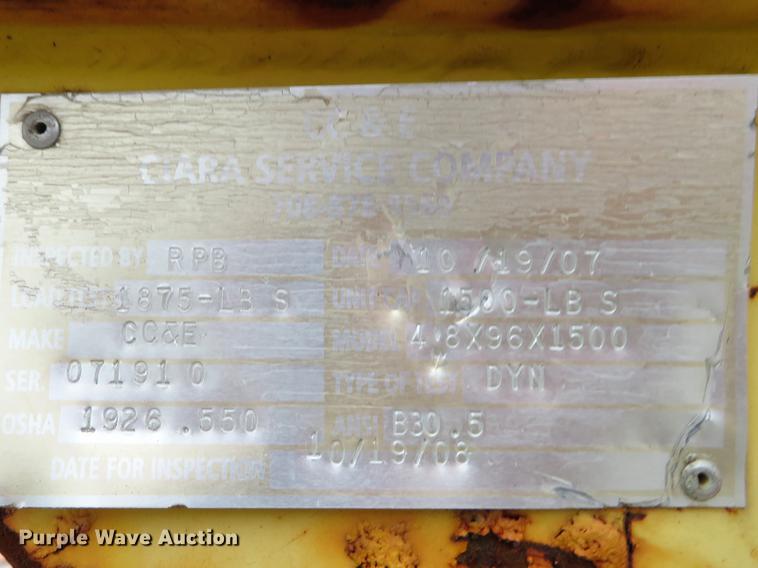 CC & E
CIARA SERVICE COMPANY
INSPECTED BY RPB DATE 10/19/07
LOAD TEST 1875-LB S UNIT CAP 1500-LB S
MAKE CC&E MODEL 48X96X1500
SER. 071910 TYPE OF TEST DYN
OSHA 1926.550 ANSI B30.5
DATE FOR INSPECTION 10/19/08
Purple Wave Auction